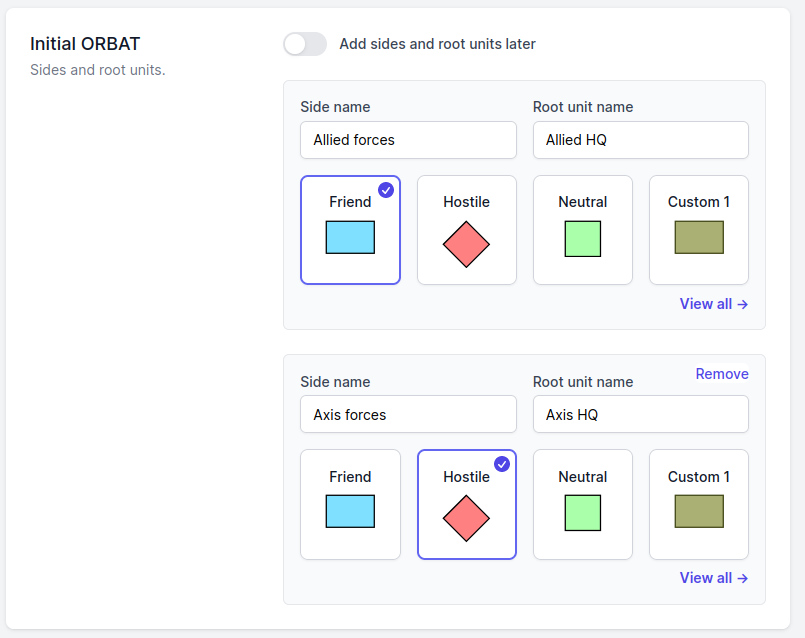 Initial ORBAT
Sides and root units.
Add sides and root units later
Side name
Root unit name
Allied forces
Allied HQ
Friend
Hostile
Neutral
Custom 1
View all →
Remove
Side name
Root unit name
Axis forces
Axis HQ
Friend
Hostile
Neutral
Custom 1
View all →